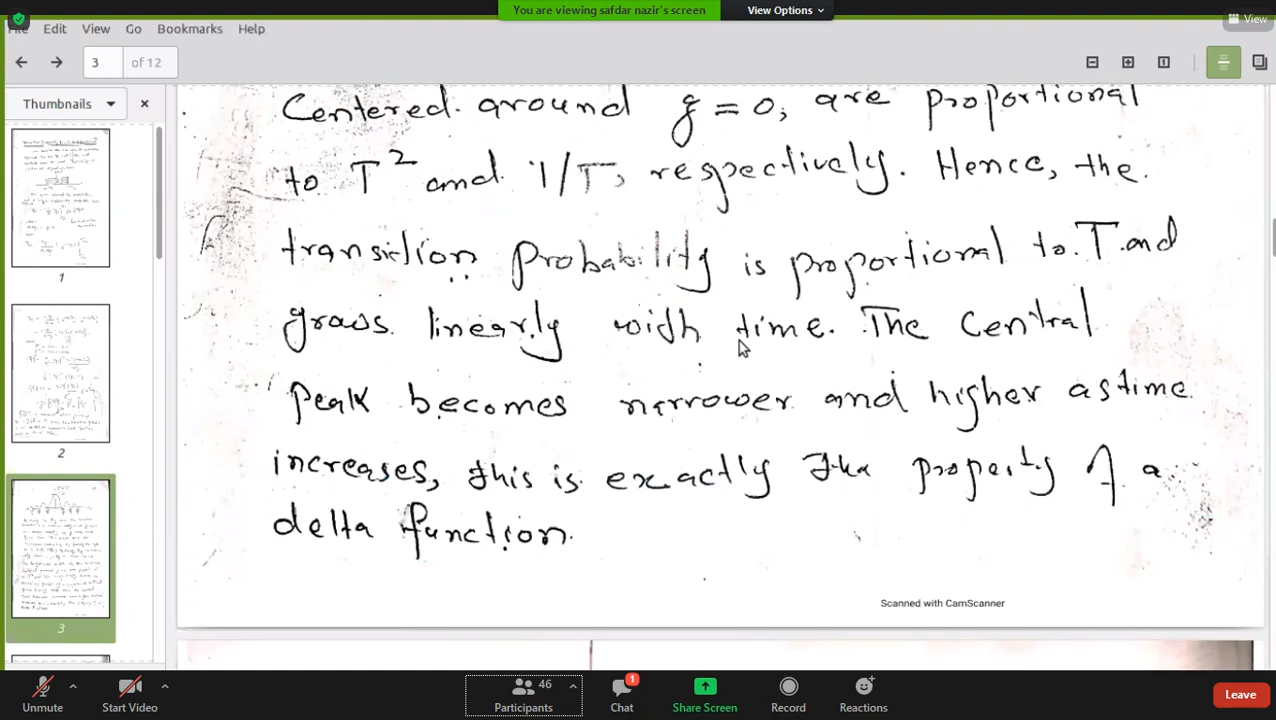 You are viewing safdar nazir's screen
View Options
View
File Edit View Go Bookmarks Help
3 of 12
Thumbnails
Centered around g = 0, are proportional
to T² and 1/T, respectively. Hence, the
transition probability is proportional to T and
grows linearly with time. The Central
peak becomes narrower and higher as time
increases, this is exactly the property of a
delta function.
Scanned with CamScanner
1
2
3
Unmute
Start Video
46
Participants
1
Chat
Share Screen
Record
Reactions
Leave